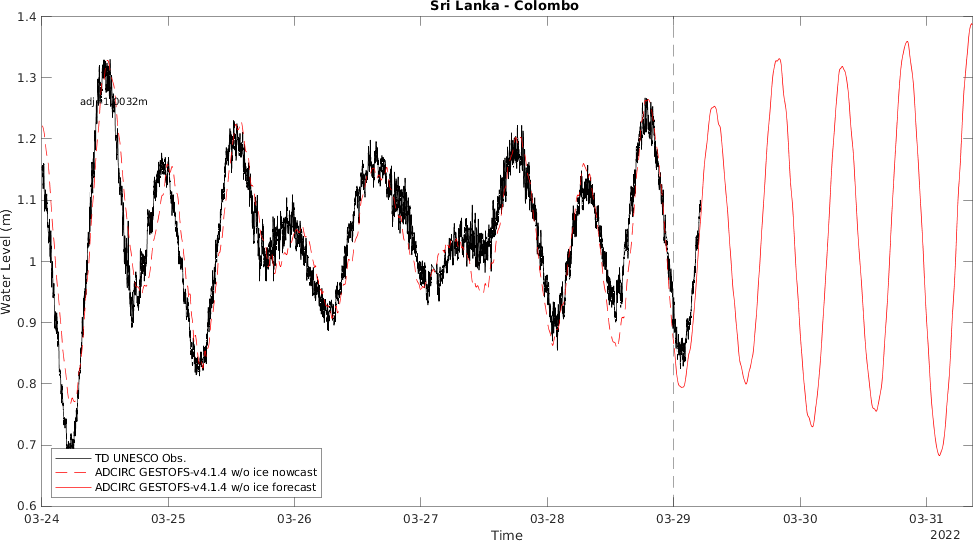 Sri Lanka - Colombo
1.4
1.3
1.2
1.1
1
0.9
0.8
0.7
0.6
Water Level (m)
TD UNESCO Obs.
ADCIRC GESTOFS-v4.1.4 w/o ice nowcast
ADCIRC GESTOFS-v4.1.4 w/o ice forecast
03-24 03-25 03-26 03-27 03-28 03-29 03-30 03-31
Time
2022